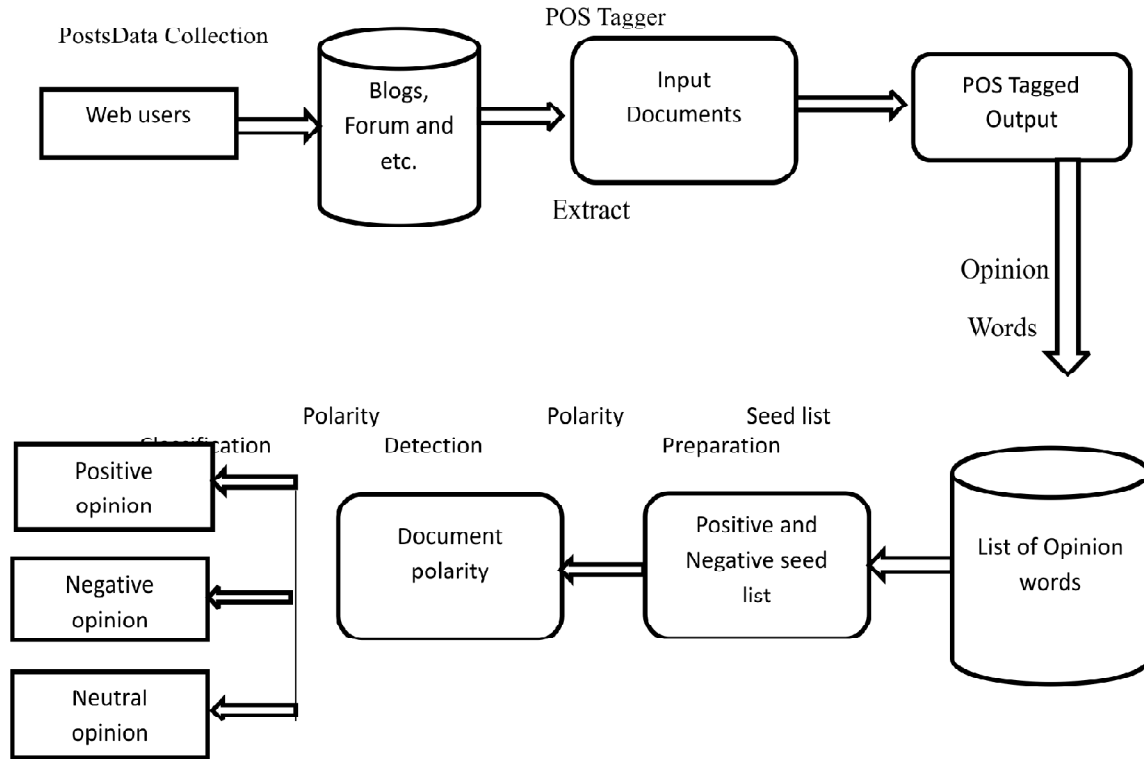 PostsData Collection
POS Tagger
Web users
Blogs,
Forum and
etc.
Input
Documents
POS Tagged
Output
Extract
Opinion
Words
Polarity
Polarity
Seed list
Classification
Detection
Preparation
Positive
opinion
Negative
opinion
Neutral
opinion
Document
polarity
Positive and
Negative seed
list
List of Opinion
words